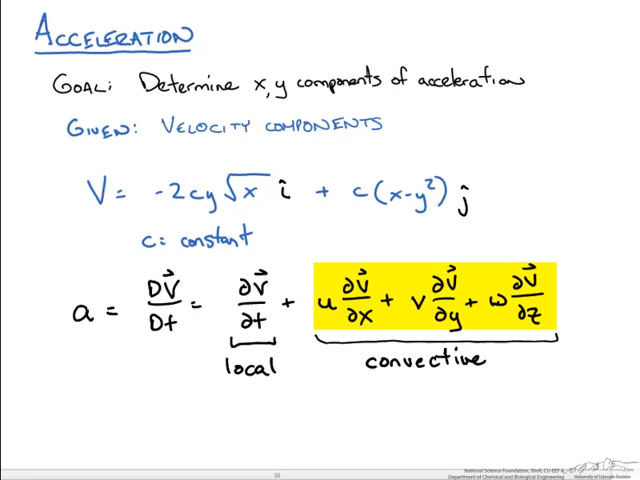 ACCELERATION
GOAL: Determine x, y components of acceleration
GIVEN: VELOCITY COMPONENTS
V = -2cy√x i + c(x-y²) j
c = constant
a = DV⃗/Dt = ∂V⃗/∂t + u ∂V⃗/∂x + v ∂V⃗/∂y + w ∂V⃗/∂z
local convective
National Science Foundation, Shell, CU-EEF &
Department of Chemical and Biological Engineering University of Colorado Boulder